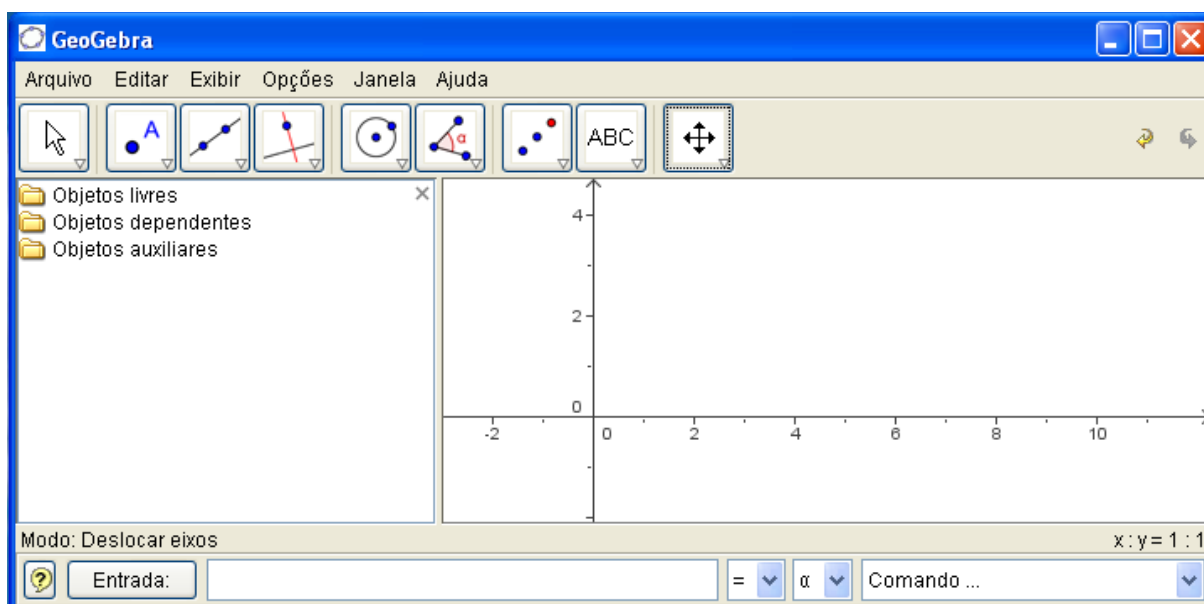 GeoGebra
Arquivo Editar Exibir Opções Janela Ajuda
A α ABC
Objetos livres
Objetos dependentes
Objetos auxiliares
4
2
0
-2 0 2 4 6 8 10
Modo: Deslocar eixos x : y = 1 : 1
? Entrada: = α Comando ...